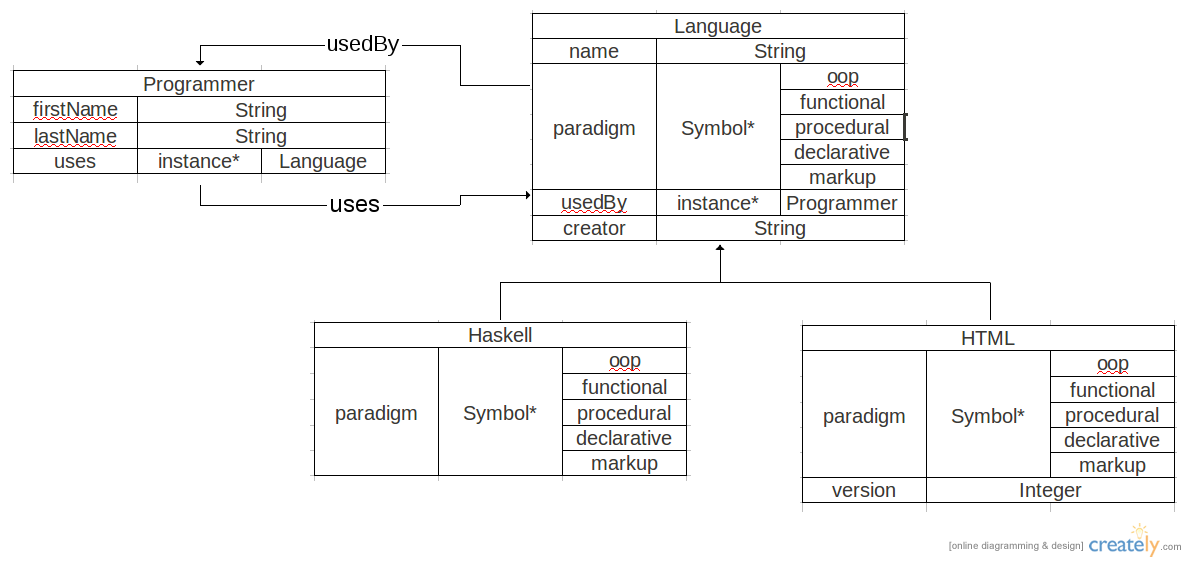 usedBy
Programmer
firstName String
lastName String
uses instance* Language
uses
Language
name String
paradigm Symbol*
oop
functional
procedural
declarative
markup
usedBy instance* Programmer
creator String
Haskell
paradigm Symbol*
oop
functional
procedural
declarative
markup
HTML
paradigm Symbol*
oop
functional
procedural
declarative
markup
version Integer
[online diagramming & design] creately.com